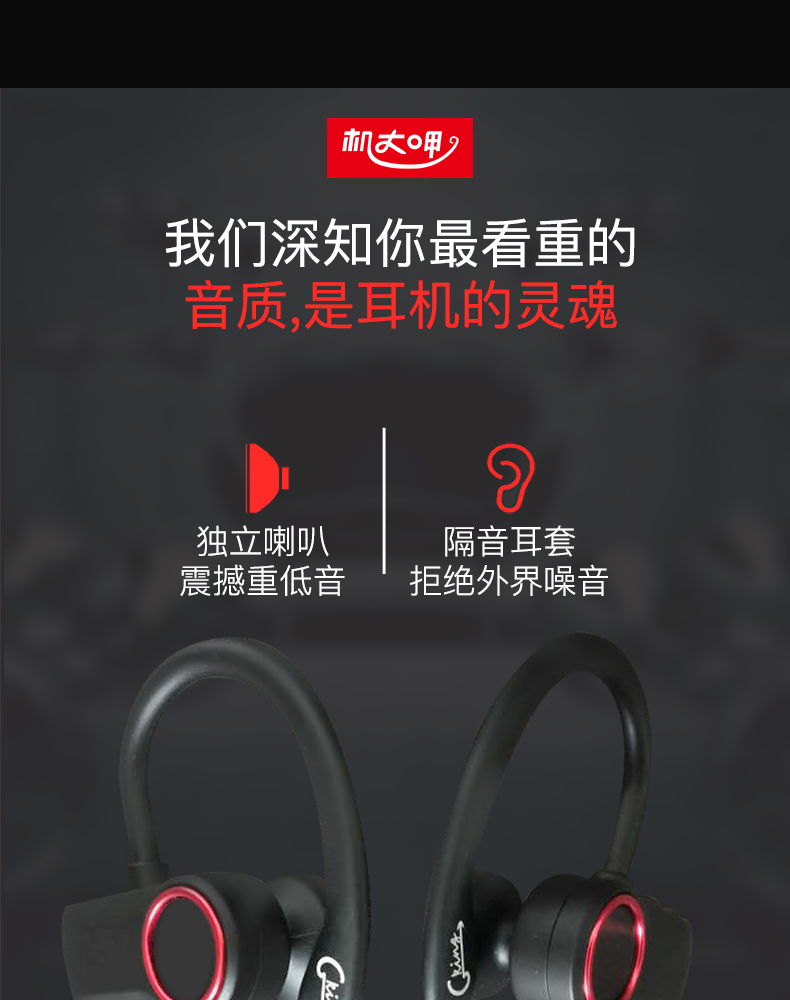 机大呷
我们深知你最看重的
音质,是耳机的灵魂
独立喇叭
震撼重低音
隔音耳套
拒绝外界噪音